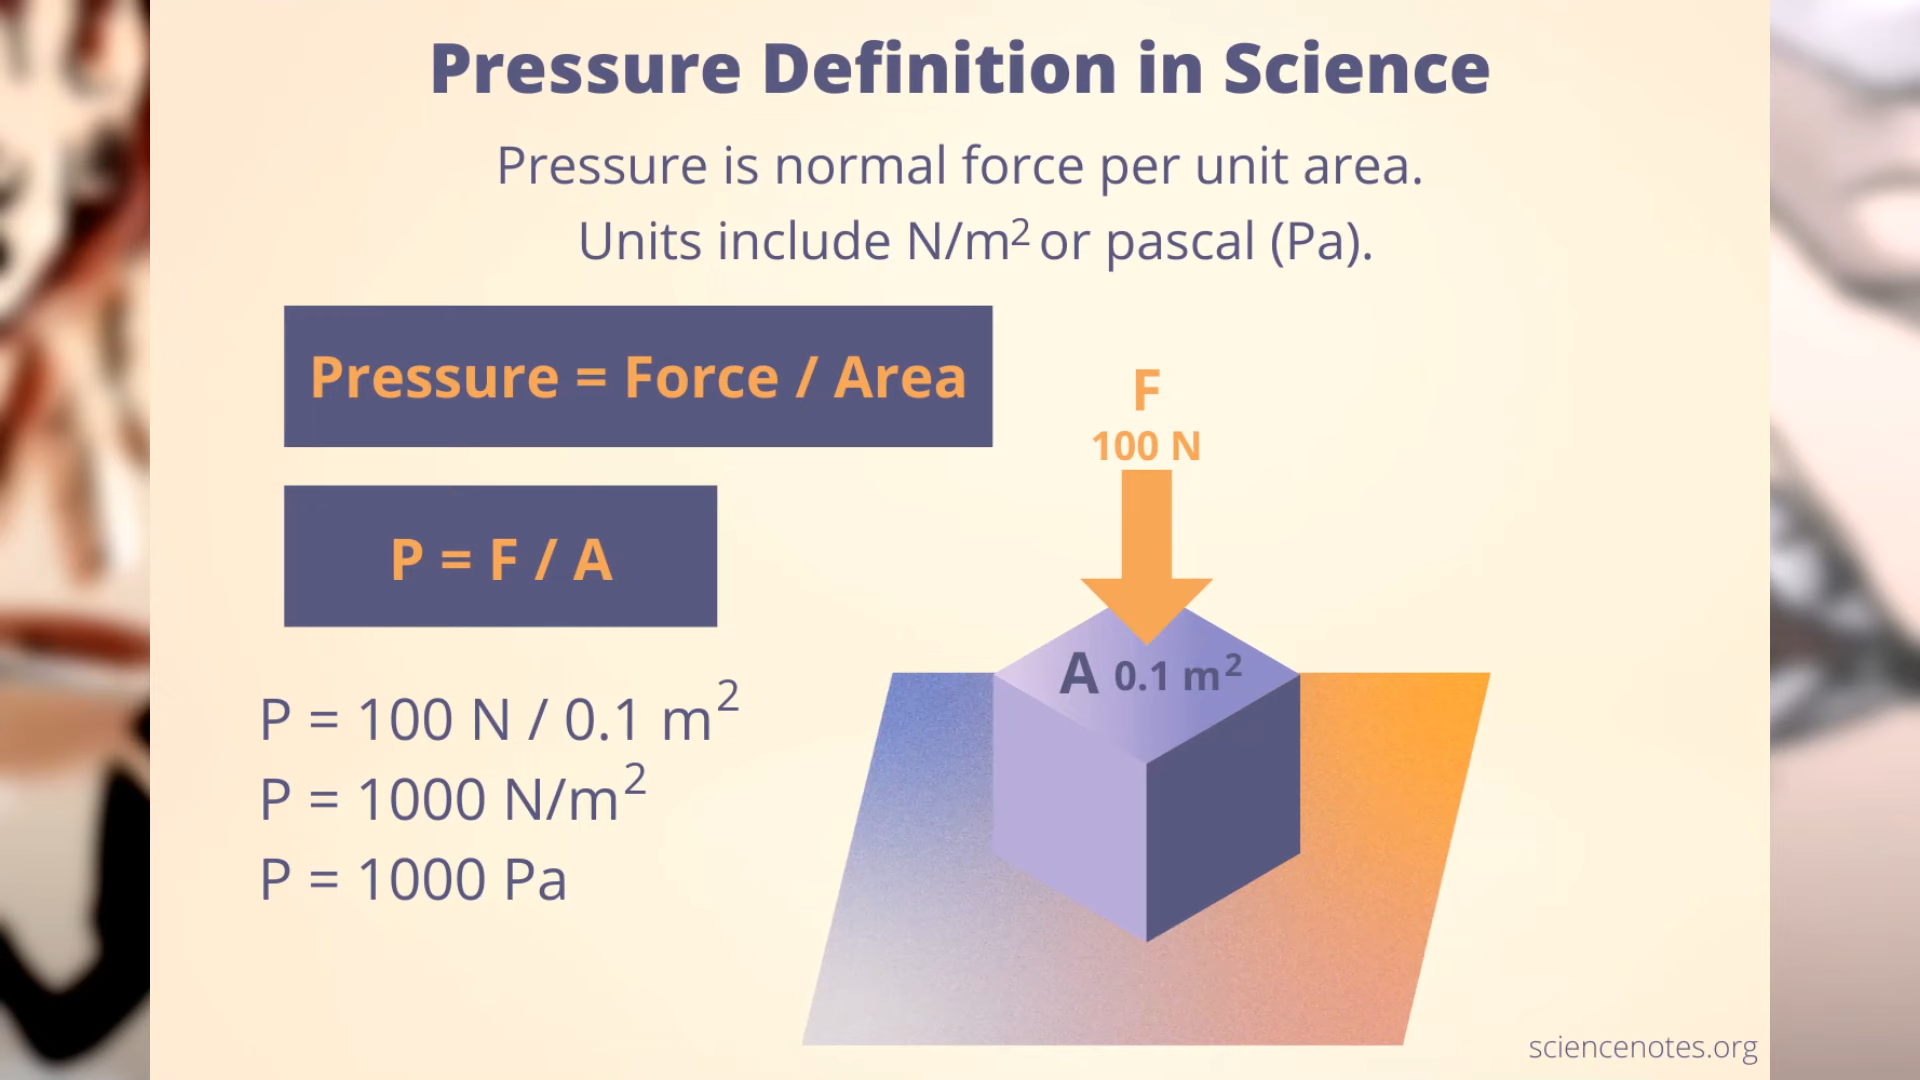 Pressure Definition in Science
Pressure is normal force per unit area.
Units include N/m² or pascal (Pa).
Pressure = Force / Area
P = F / A
P = 100 N / 0.1 m²
P = 1000 N/m²
P = 1000 Pa
F
100 N
A 0.1 m²
sciencenotes.org